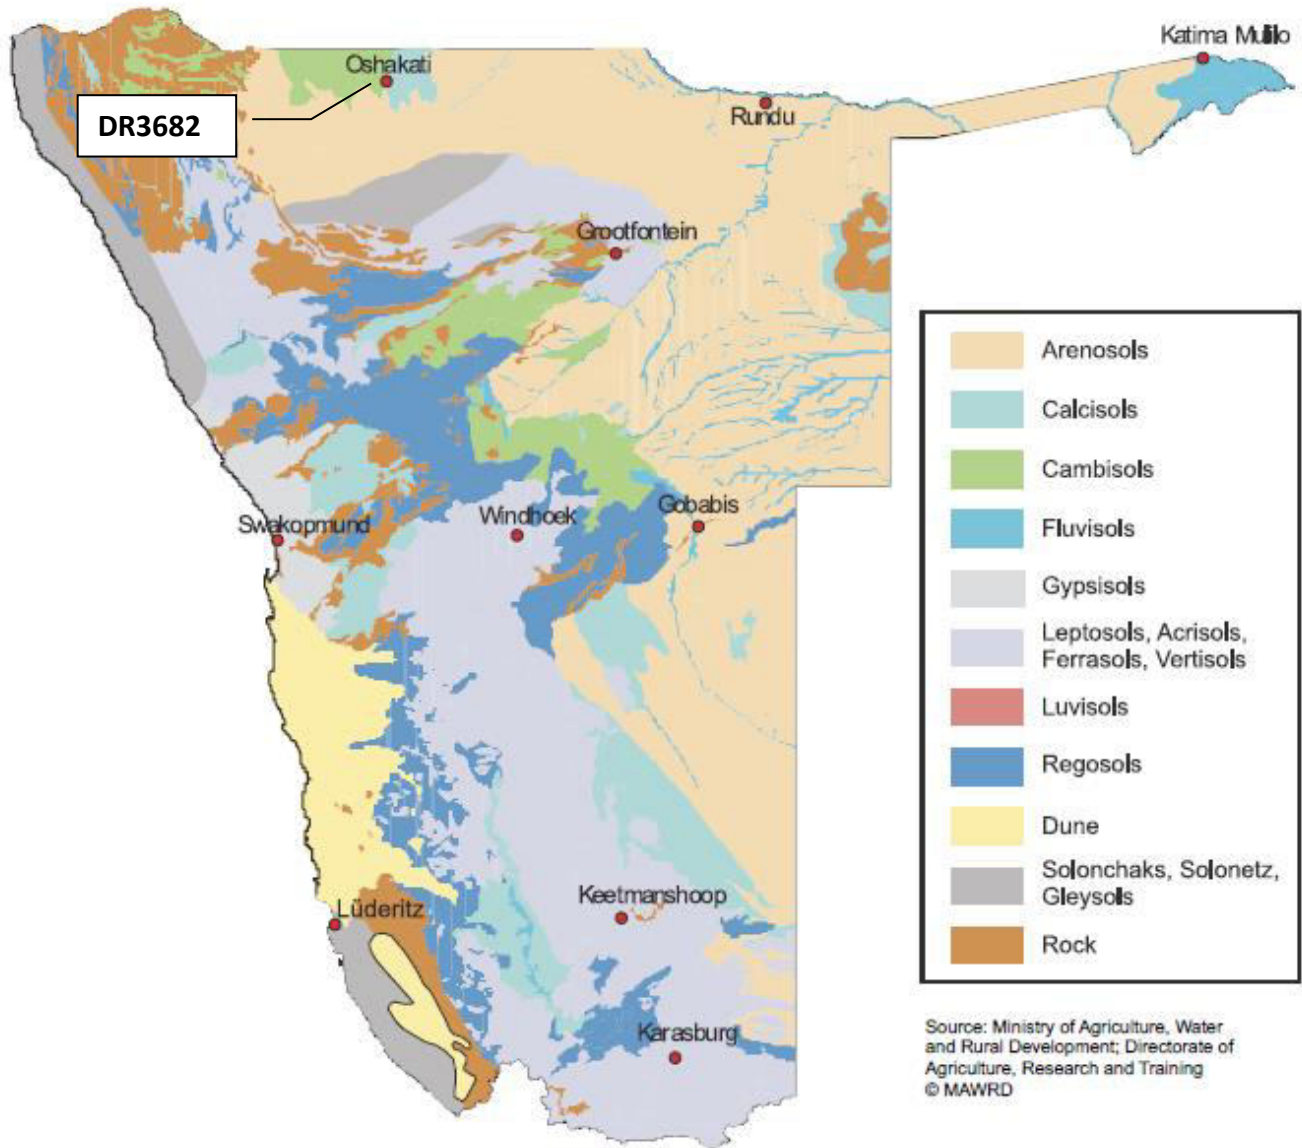 Katima Mulilo
Oshakati
DR3682
Rundu
Grootfontein
Arenosols
Calcisols
Cambisols
Gobabis
Windhoek
Swakopmund
Fluvisols
Gypsisols
Leptosols, Acrisols,
Ferrasols, Vertisols
Luvisols
Regosols
Dune
Solonchaks, Solonetz,
Gleysols
Rock
Keetmanshoop
Lüderitz
Karasburg
Source: Ministry of Agriculture, Water
and Rural Development; Directorate of
Agriculture, Research and Training
© MAWRD